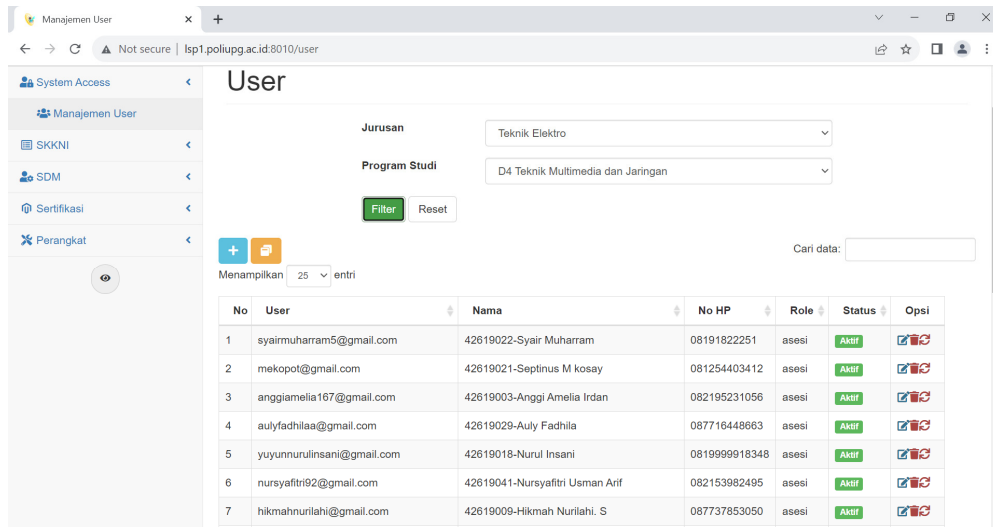 Manajemen User
Not secure | lsp1.poliupg.ac.id:8010/user
System Access
Manajemen User
SKKNI
SDM
Sertifikasi
Perangkat
User
Jurusan
Teknik Elektro
Program Studi
D4 Teknik Multimedia dan Jaringan
Filter Reset
Cari data:
Menampilkan 25 entri
No User Nama No HP Role Status Opsi
1 syairmuharram5@gmail.com 42619022-Syair Muharram 08191822251 asesi Aktif
2 mekopot@gmail.com 42619021-Septinus M kosay 081254403412 asesi Aktif
3 anggiamelia167@gmail.com 42619003-Anggi Amelia Irdan 082195231056 asesi Aktif
4 aulyfadhilaa@gmail.com 42619029-Auly Fadhila 087716448663 asesi Aktif
5 yuyunnurulinsani@gmail.com 42619018-Nurul Insani 0819999918348 asesi Aktif
6 nursyafitri92@gmail.com 42619041-Nursyafitri Usman Arif 082153982495 asesi Aktif
7 hikmahnurilahi@gmail.com 42619009-Hikmah Nurilahi. S 087737853050 asesi Aktif